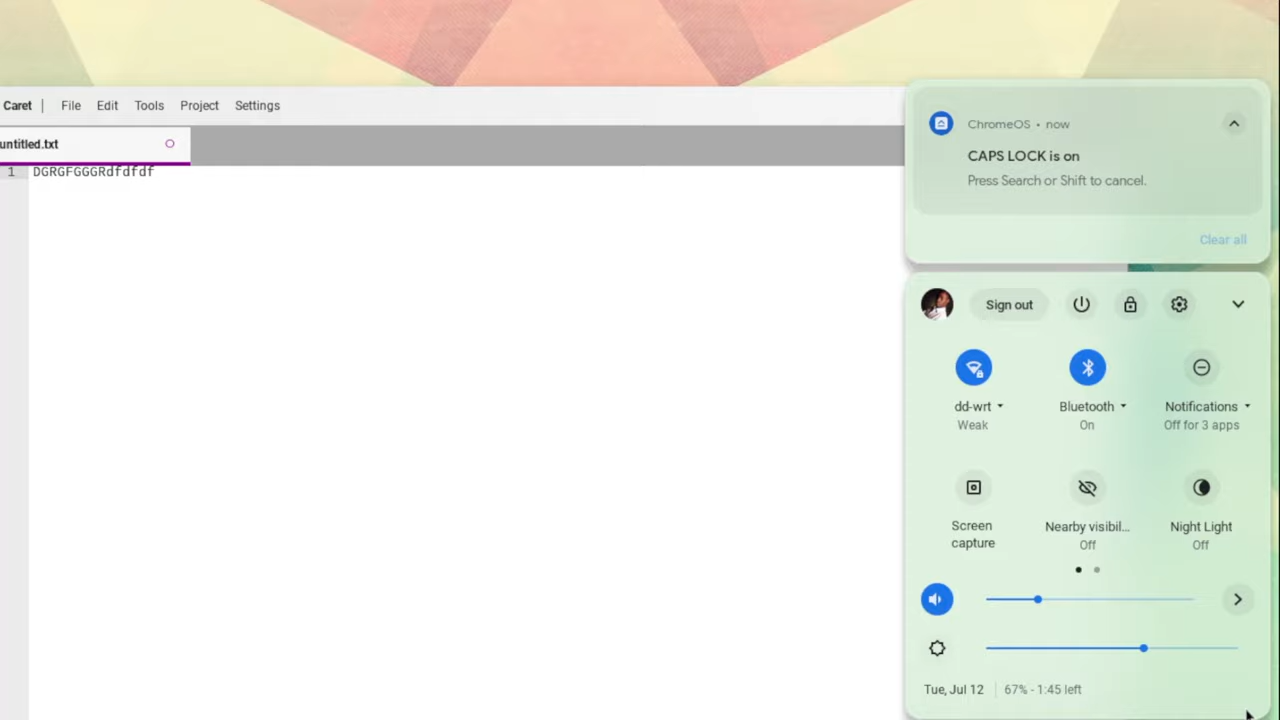 Caret | File Edit Tools Project Settings
untitled.txt
1 DGRGFGGGRdfdfdf
ChromeOS • now
CAPS LOCK is on
Press Search or Shift to cancel.
Clear all
Sign out
dd-wrt Bluetooth Notifications
Weak On Off for 3 apps
Screen capture Nearby visibil... Night Light
Off Off
Tue, Jul 12 67% - 1:45 left